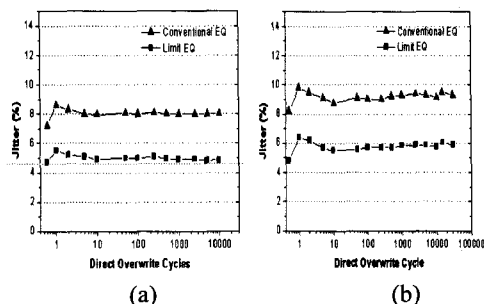 14
12
10
8
6
4
2
0
Jitter (%)
Conventional EQ
Limit EQ
1 10 100 1000 10000
Direct Overwrite Cycles
(a)
14
12
10
8
6
4
2
0
Jitter (%)
Conventional EQ
Limit EQ
1 10 100 1000 10000
Direct Overwrite Cycle
(b)